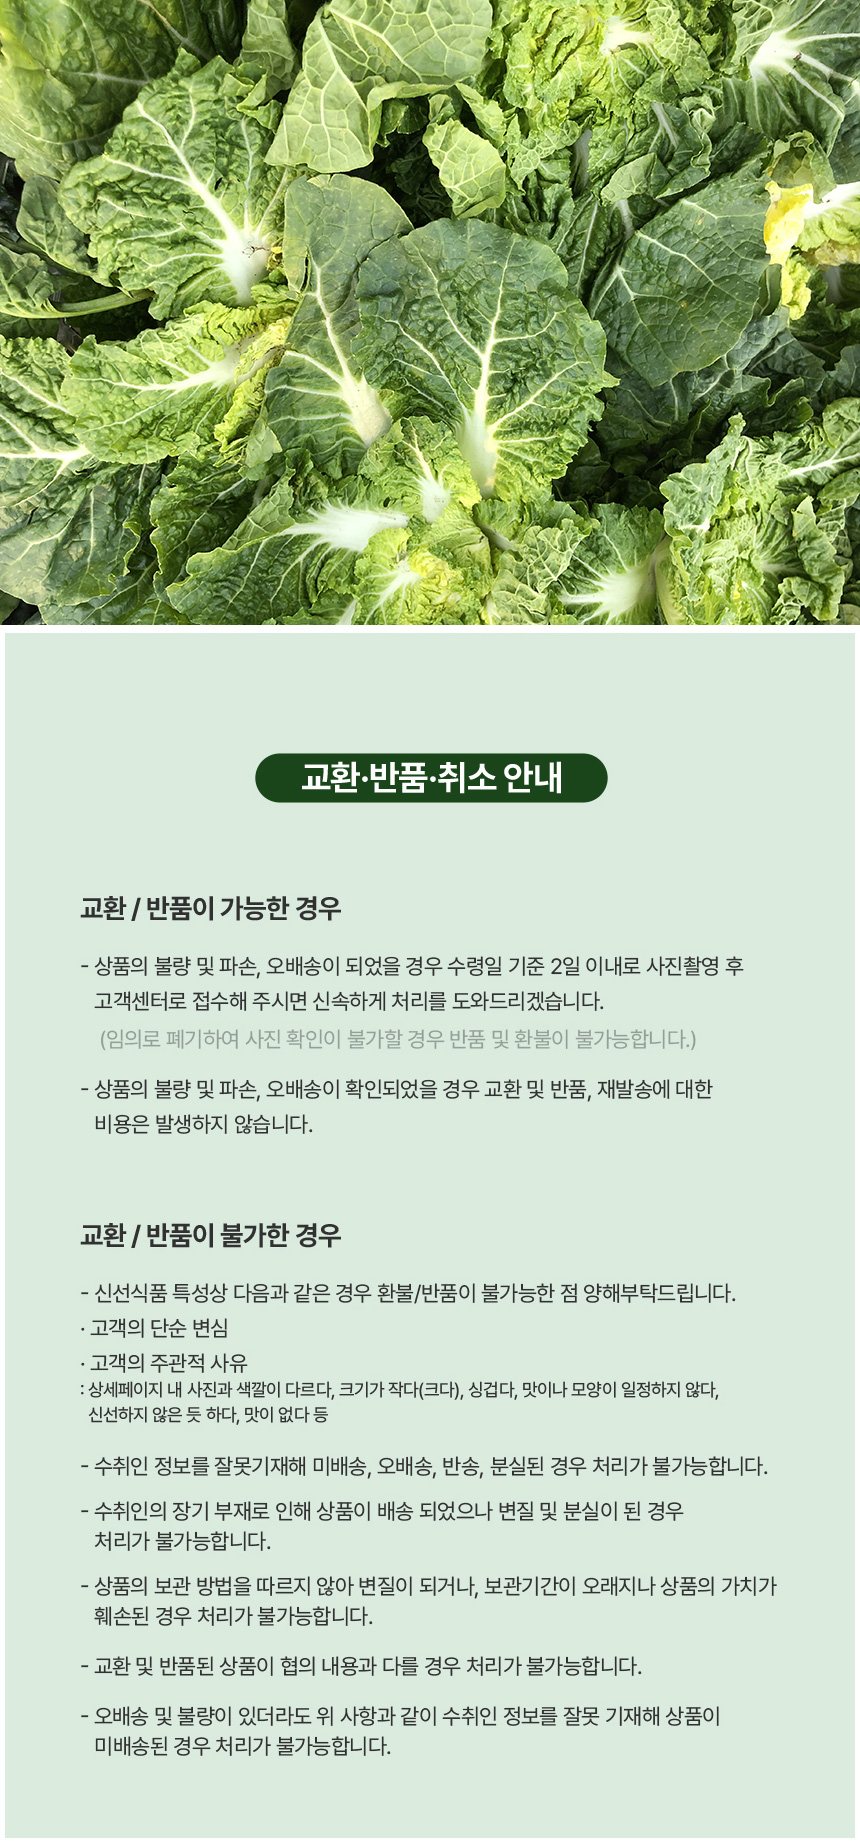 교환·반품·취소 안내
교환 / 반품이 가능한 경우
- 상품의 불량 및 파손, 오배송이 되었을 경우 수령일 기준 2일 이내로 사진촬영 후
고객센터로 접수해 주시면 신속하게 처리를 도와드리겠습니다.
(임의로 폐기하여 사진 확인이 불가할 경우 반품 및 환불이 불가능합니다.)
- 상품의 불량 및 파손, 오배송이 확인되었을 경우 교환 및 반품, 재발송에 대한
비용은 발생하지 않습니다.
교환 / 반품이 불가한 경우
- 신선식품 특성상 다음과 같은 경우 환불/반품이 불가능한 점 양해부탁드립니다.
· 고객의 단순 변심
· 고객의 주관적 사유
: 상세페이지 내 사진과 색깔이 다르다, 크기가 작다(크다), 싱겁다, 맛이나 모양이 일정하지 않다,
신선하지 않은 듯 하다, 맛이 없다 등
- 수취인 정보를 잘못기재해 미배송, 오배송, 반송, 분실된 경우 처리가 불가능합니다.
- 수취인의 장기 부재로 인해 상품이 배송 되었으나 변질 및 분실이 된 경우
처리가 불가능합니다.
- 상품의 보관 방법을 따르지 않아 변질이 되거나, 보관기간이 오래지나 상품의 가치가
훼손된 경우 처리가 불가능합니다.
- 교환 및 반품된 상품이 협의 내용과 다를 경우 처리가 불가능합니다.
- 오배송 및 불량이 있더라도 위 사항과 같이 수취인 정보를 잘못 기재해 상품이
미배송된 경우 처리가 불가능합니다.